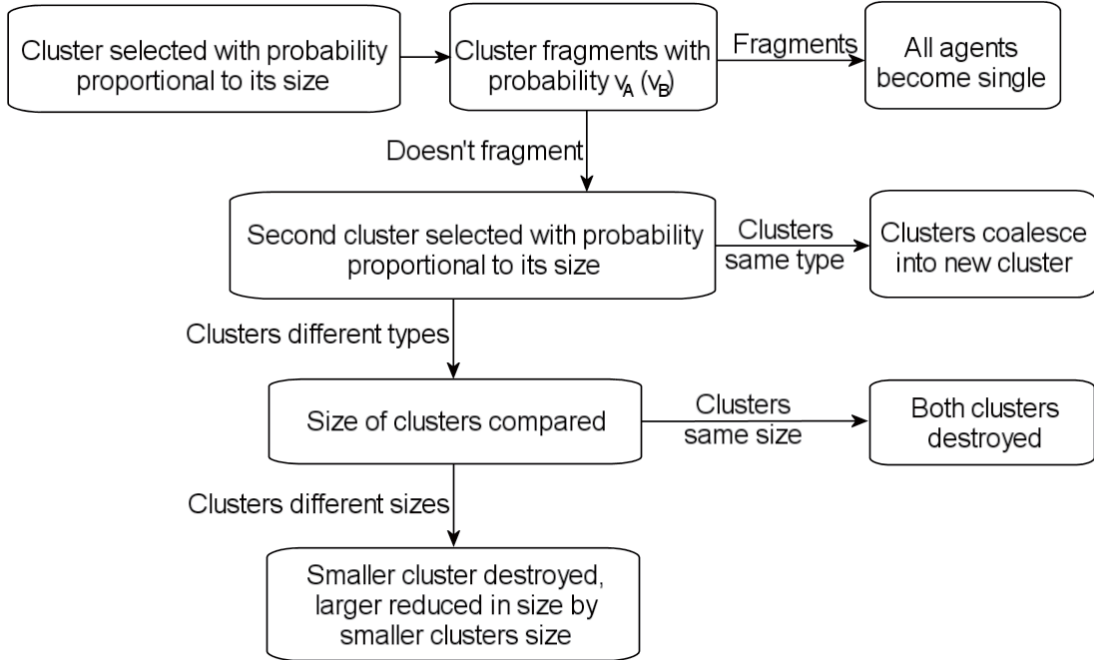 Cluster selected with probability
proportional to its size
Cluster fragments with
probability vA (vB)
Fragments
All agents
become single
Doesn't fragment
Second cluster selected with probability
proportional to its size
Clusters
same type
Clusters coalesce
into new cluster
Clusters different types
Size of clusters compared
Clusters
same size
Both clusters
destroyed
Clusters different sizes
Smaller cluster destroyed,
larger reduced in size by
smaller clusters size